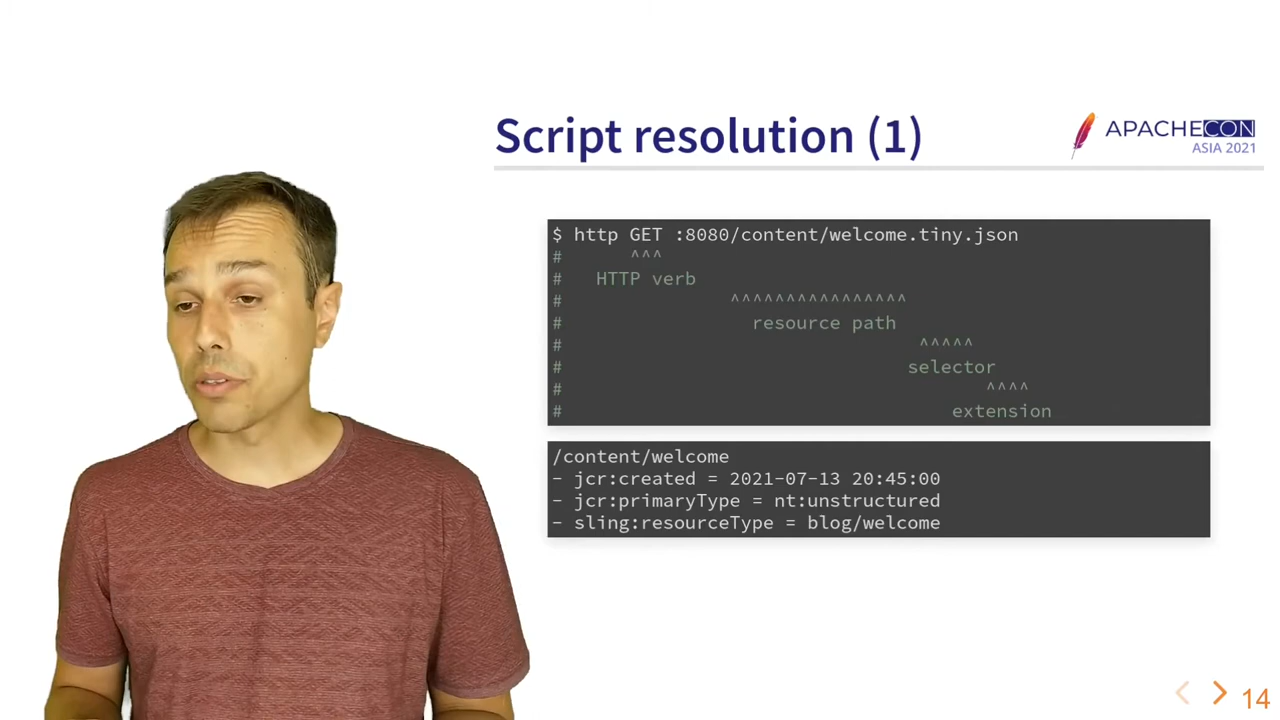 Script resolution (1)
APACHECON
ASIA 2021
$ http GET :8080/content/welcome.tiny.json
# ^^^
# HTTP verb
# ^^^^^^^^^^^^^^^^
# resource path
# ^^^^^
# selector
# ^^^^
# extension
/content/welcome
- jcr:created = 2021-07-13 20:45:00
- jcr:primaryType = nt:unstructured
- sling:resourceType = blog/welcome
14